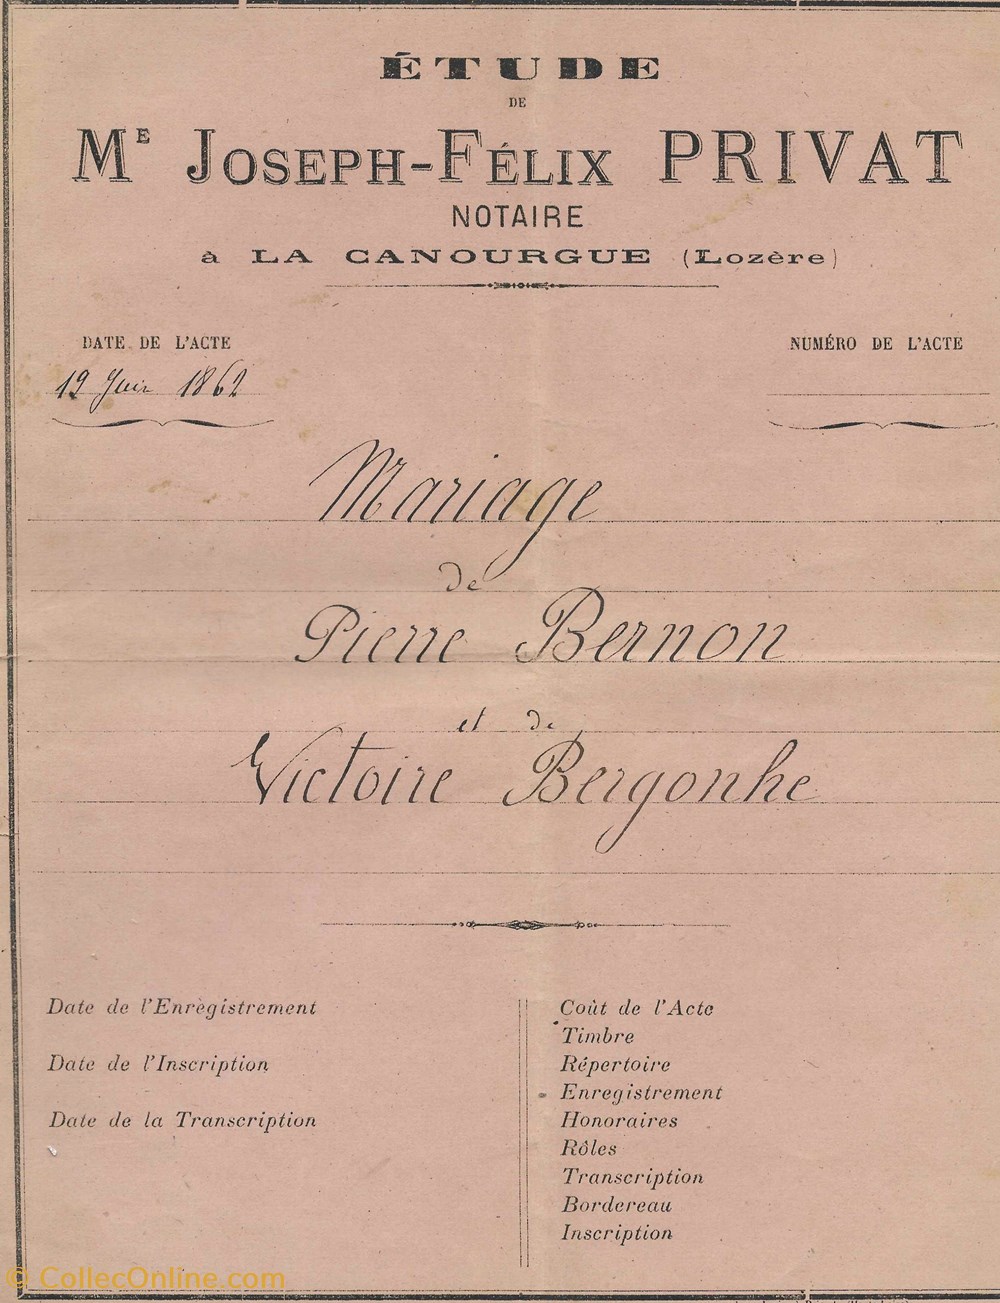 ÉTUDE
DE
Mᴱ JOSEPH-FÉLIX PRIVAT
NOTAIRE
à LA CANOURGUE (Lozère)
DATE DE L'ACTE
NUMÉRO DE L'ACTE
19 Juin 1862
Mariage
de
Pierre Bernon
et de
Victoire Bergonhe
Date de l'Enregistrement
Date de l'Inscription
Date de la Transcription
Coût de l'Acte
Timbre
Répertoire
Enregistrement
Honoraires
Rôles
Transcription
Bordereau
Inscription
© CollecOnline.com